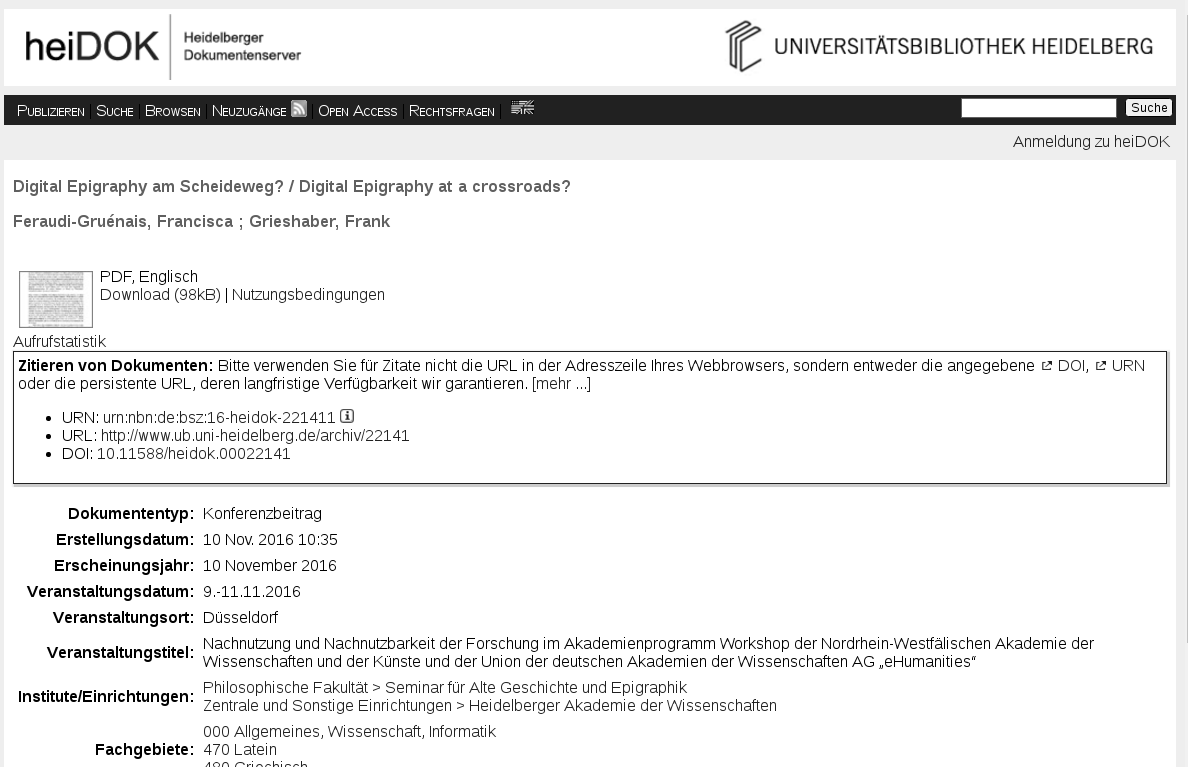 heiDOK
Heidelberger
Dokumentenserver
UNIVERSITÄTSBIBLIOTHEK HEIDELBERG
Publizieren | Suche | Browsen | Neuzugänge | Open Access | Rechtsfragen |
Suche
Anmeldung zu heiDOK
Digital Epigraphy am Scheideweg? / Digital Epigraphy at a crossroads?
Feraudi-Gruénais, Francisca ; Grieshaber, Frank
PDF, Englisch
Download (98kB) | Nutzungsbedingungen
Aufrufstatistik
Zitieren von Dokumenten: Bitte verwenden Sie für Zitate nicht die URL in der Adresszeile Ihres Webbrowsers, sondern entweder die angegebene DOI, URN
oder die persistente URL, deren langfristige Verfügbarkeit wir garantieren. [mehr ...]
• URN: urn:nbn:de:bsz:16-heidok-221411
• URL: http://www.ub.uni-heidelberg.de/archiv/22141
• DOI: 10.11588/heidok.00022141
Dokumententyp: Konferenzbeitrag
Erstellungsdatum: 10 Nov. 2016 10:35
Erscheinungsjahr: 10 November 2016
Veranstaltungsdatum: 9.-11.11.2016
Veranstaltungsort: Düsseldorf
Veranstaltungstitel: Nachnutzung und Nachnutzbarkeit der Forschung im Akademienprogramm Workshop der Nordrhein-Westfälischen Akademie der
Wissenschaften und der Künste und der Union der deutschen Akademien der Wissenschaften AG „eHumanities“
Institute/Einrichtungen: Philosophische Fakultät > Seminar für Alte Geschichte und Epigraphik
Zentrale und Sonstige Einrichtungen > Heidelberger Akademie der Wissenschaften
Fachgebiete: 000 Allgemeines, Wissenschaft, Informatik
470 Latein
480 Griechisch